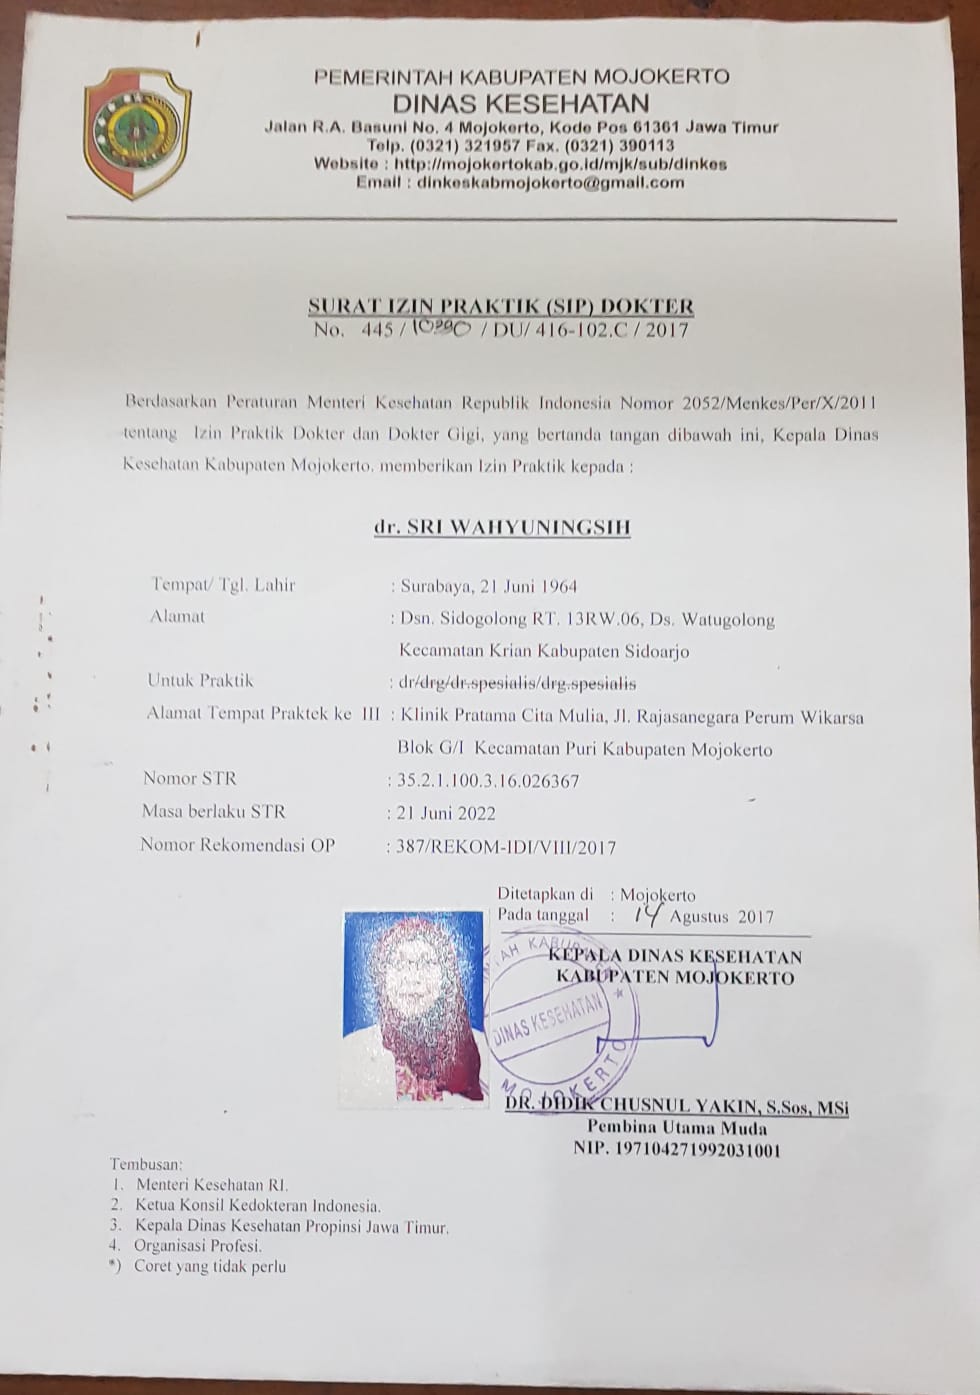 PEMERINTAH KABUPATEN MOJOKERTO
DINAS KESEHATAN
Jalan R.A. Basuni No. 4 Mojokerto, Kode Pos 61361 Jawa Timur
Telp. (0321) 321957 Fax. (0321) 390113
Website : http://mojokertokab.go.id/mjk/sub/dinkes
Email : dinkeskabmojokerto@gmail.com
SURAT IZIN PRAKTIK (SIP) DOKTER
No. 445 / / DU/ 416-102.C / 2017
Berdasarkan Peraturan Menteri Kesehatan Republik Indonesia Nomor 2052/Menkes/Per/X/2011
tentang Izin Praktik Dokter dan Dokter Gigi, yang bertanda tangan dibawah ini, Kepala Dinas
Kesehatan Kabupaten Mojokerto, memberikan Izin Praktik kepada :
dr. SRI WAHYUNINGSIH
Tempat/ Tgl. Lahir : Surabaya, 21 Juni 1964
Alamat : Dsn. Sidogolong RT. 13RW.06, Ds. Watugolong
Kecamatan Krian Kabupaten Sidoarjo
Untuk Praktik : dr/drg/dr.spesialis/drg.spesialis
Alamat Tempat Praktek ke III : Klinik Pratama Cita Mulia, Jl. Rajasanegara Perum Wikarsa
Blok G/I Kecamatan Puri Kabupaten Mojokerto
Nomor STR : 35.2.1.100.3.16.026367
Masa berlaku STR : 21 Juni 2022
Nomor Rekomendasi OP : 387/REKOM-IDI/VIII/2017
Ditetapkan di : Mojokerto
Pada tanggal : 14 Agustus 2017
KEPALA DINAS KESEHATAN
KABUPATEN MOJOKERTO
DINAS KESEHATAN
MOJOKERTO
DR. DIDIK CHUSNUL YAKIN, S.Sos, MSi
Pembina Utama Muda
NIP. 197104271992031001
Tembusan:
1. Menteri Kesehatan RI.
2. Ketua Konsil Kedokteran Indonesia.
3. Kepala Dinas Kesehatan Propinsi Jawa Timur.
4. Organisasi Profesi.
*) Coret yang tidak perlu